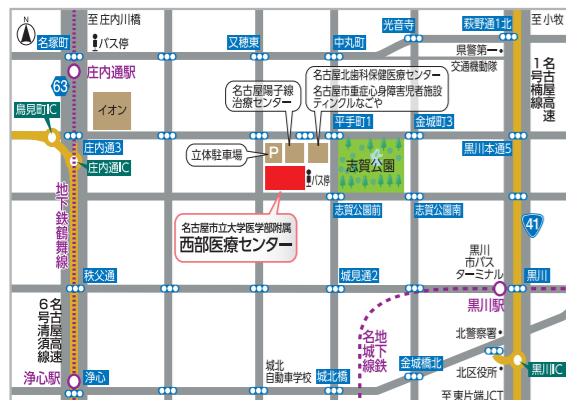 N
至庄内川橋
名塚町
バス停
又穂東
中丸町
光音寺
萩野通1北
至小牧
県警第一
交通機動隊
名古屋高速
1号楠線
庄内通駅
63
イオン
鳥見町IC
名古屋陽子線
治療センター
名古屋北歯科保健医療センター
名古屋市重症心身障害児者施設
ティンクルなごや
平手町1
金城町3
庄内通3
庄内通IC
立体駐車場
P
バス停
志賀公園
黒川本通5
地下鉄鶴舞線
名古屋市立大学医学部附属
西部医療センター
志賀公園前
志賀公園南
41
黒川
市バス
ターミナル
秩父通
城見通2
黒川
黒川駅
名古屋高速
6号清須線
地下鉄
名城線
北警察署
金城橋北
黒川IC
城北
自動車学校
北区役所
浄心駅
浄心
城北橋
至東片端JCT